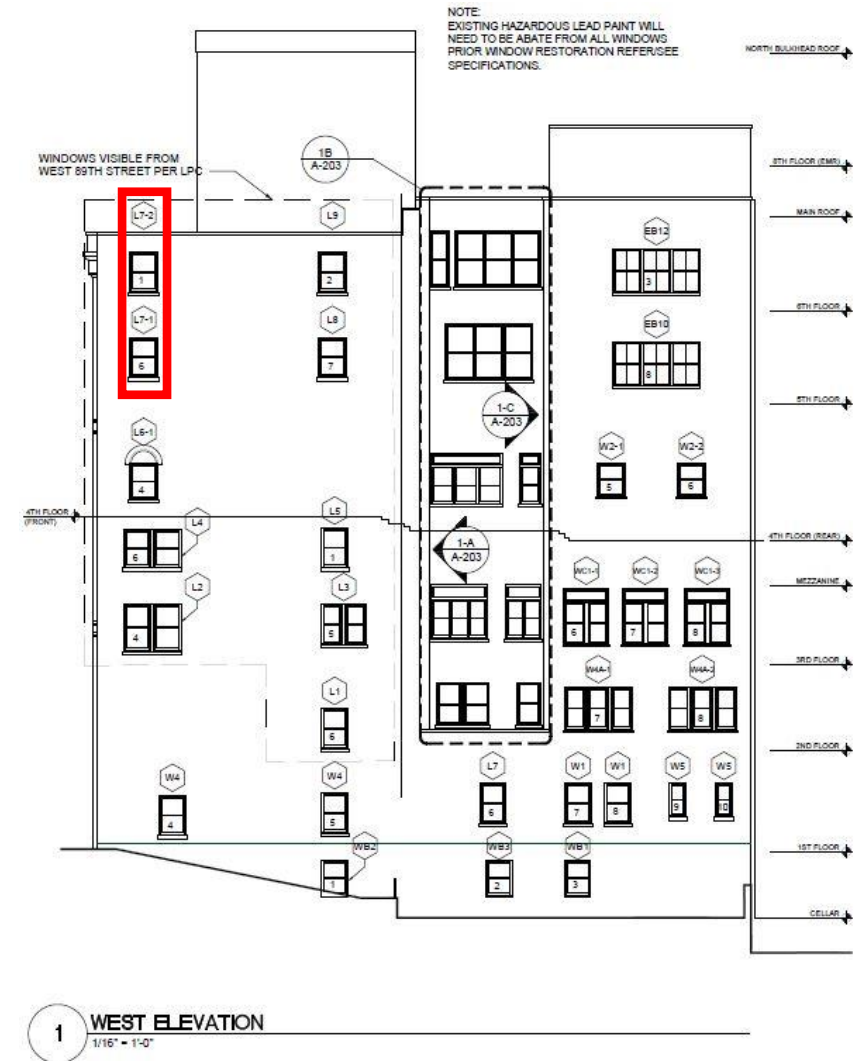 NOTE:
EXISTING HAZARDOUS LEAD PAINT WILL
NEED TO BE ABATE FROM ALL WINDOWS
PRIOR WINDOW RESTORATION REFER/SEE
SPECIFICATIONS.
NORTH BULKHEAD ROOF
WINDOWS VISIBLE FROM
WEST 89TH STREET PER LPC
1B
A-203
8TH FLOOR (EMR)
MAIN ROOF
L7-2
L9
EB12
1
2
3
6TH FLOOR
L7-1
L8
EB10
6
7
8
5TH FLOOR
1-C
A-203
L6-1
W2-1
W2-2
4
5
6
4TH FLOOR
(FRONT)
L4
L5
1-A
A-203
4TH FLOOR (REAR)
6
1
WC1-1
WC1-2
WC1-3
MEZZANINE
L2
L3
4
5
6
7
8
3RD FLOOR
W4A-1
W4A-2
L1
7
8
6
2ND FLOOR
W4
W4
L7
W1
W1
W5
W5
4
5
6
7
8
9
10
WB2
WB3
WB1
1ST FLOOR
1
2
3
CELLAR
1
WEST ELEVATION
1/16" = 1'-0"